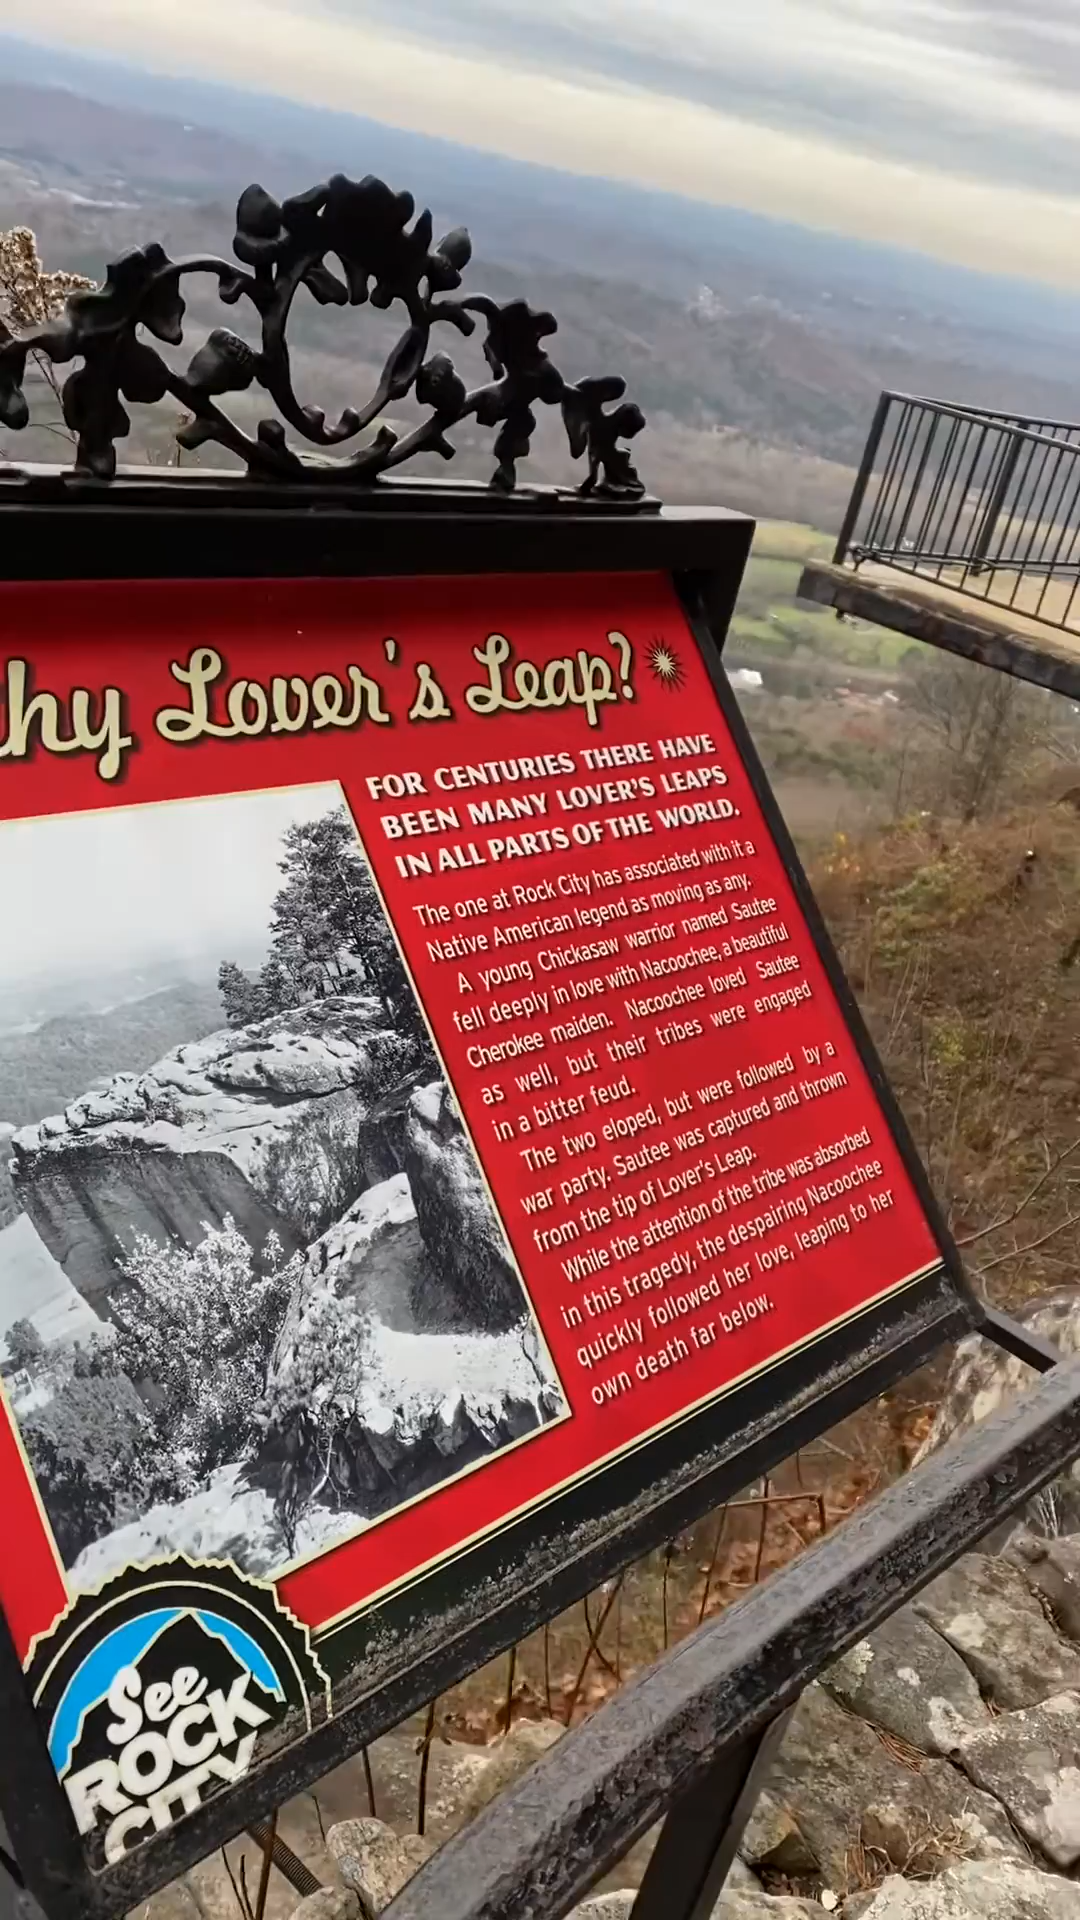 hy Lover's Leap?
FOR CENTURIES THERE HAVE
BEEN MANY LOVER'S LEAPS
IN ALL PARTS OF THE WORLD.
The one at Rock City has associated with it a
Native American legend as moving as any.
A young Chickasaw warrior named Sautee
fell deeply in love with Nacoochee, a beautiful
Cherokee maiden. Nacoochee loved Sautee
as well, but their tribes were engaged
in a bitter feud.
The two eloped, but were followed by a
war party. Sautee was captured and thrown
from the tip of Lover's Leap.
While the attention of the tribe was absorbed
in this tragedy, the despairing Nacoochee
quickly followed her love, leaping to her
own death far below.
See
ROCK
CITY